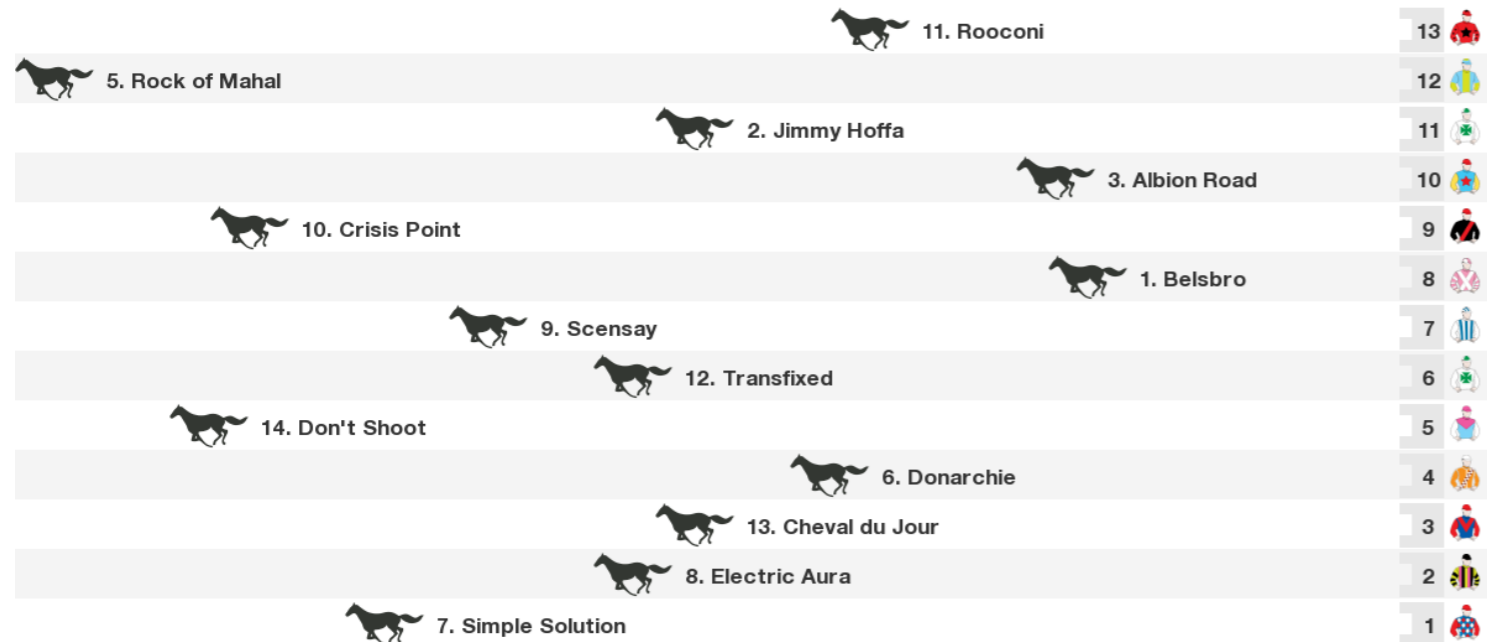 11. Rooconi 13
5. Rock of Mahal 12
2. Jimmy Hoffa 11
3. Albion Road 10
10. Crisis Point 9
1. Belsbro 8
9. Scensay 7
12. Transfixed 6
14. Don't Shoot 5
6. Donarchie 4
13. Cheval du Jour 3
8. Electric Aura 2
7. Simple Solution 1